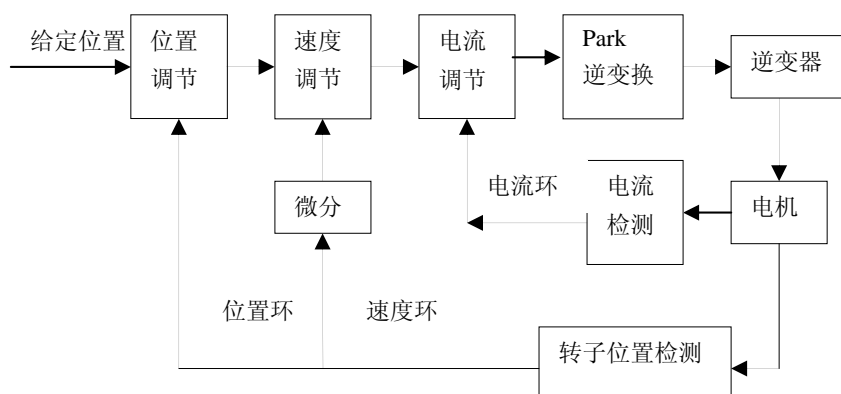 给定位置
位置
调节
速度
调节
电流
调节
Park
逆变换
逆变器
微分
电流环
电流
检测
电机
位置环
速度环
转子位置检测